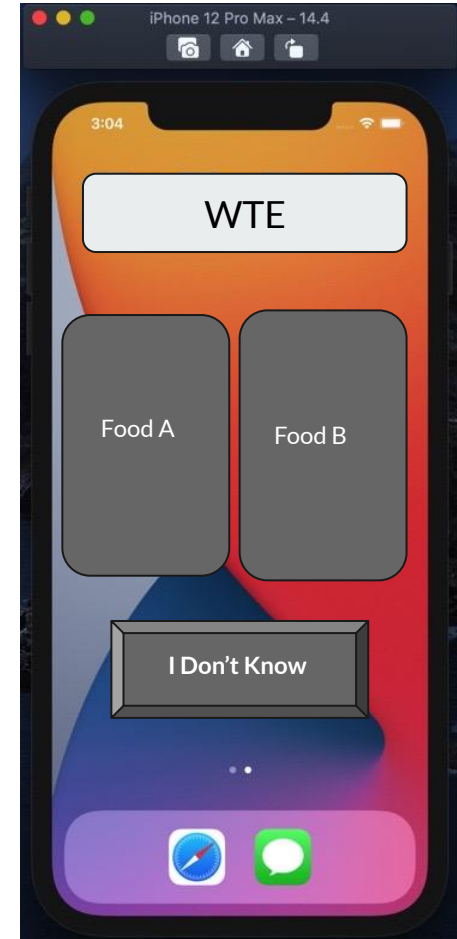 iPhone 12 Pro Max – 14.4
3:04
WTE
Food A
Food B
I Don’t Know